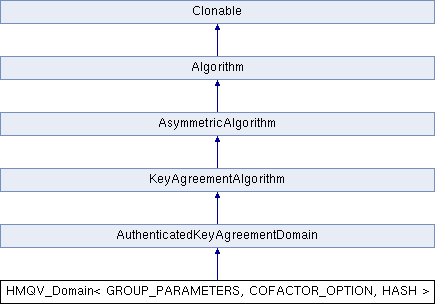 Clonable
Algorithm
AsymmetricAlgorithm
KeyAgreementAlgorithm
AuthenticatedKeyAgreementDomain
HMQV_Domain< GROUP_PARAMETERS, COFACTOR_OPTION, HASH >